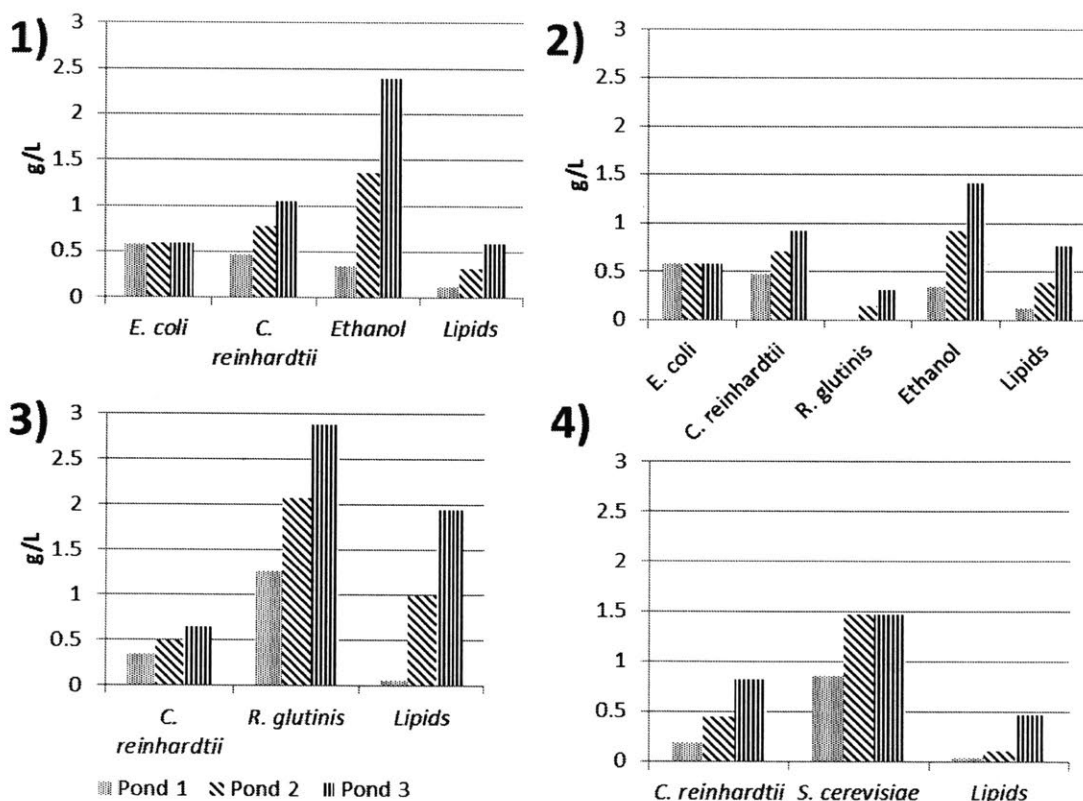 1)
3
2.5
2
1.5
1
0.5
0
g/L
E. coli
C.
reinhardtii
Ethanol
Lipids
2)
3
2.5
2
1.5
1
0.5
0
g/L
E. coli
C. reinhardtii
R. glutinis
Ethanol
Lipids
3)
3
2.5
2
1.5
1
0.5
0
g/L
C.
reinhardtii
R. glutinis
Lipids
Pond 1
Pond 2
Pond 3
4)
3
2.5
2
1.5
1
0.5
0
C. reinhardtii
S. cerevisiae
Lipids